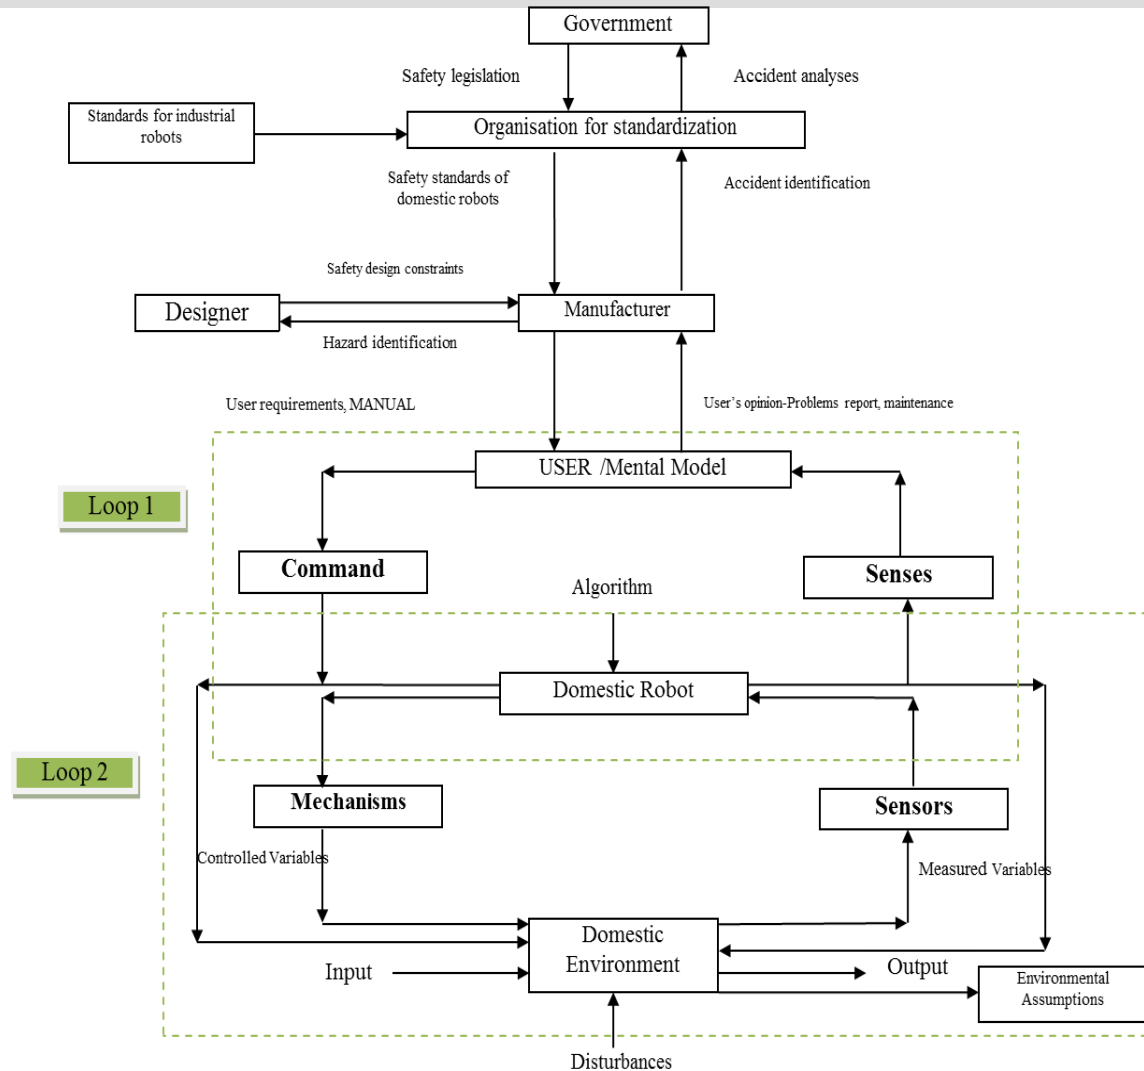 Government
Safety legislation
Accident analyses
Standards for industrial
robots
Organisation for standardization
Safety standards of
domestic robots
Accident identification
Safety design constraints
Designer
Manufacturer
Hazard identification
User requirements, MANUAL
User's opinion-Problems report, maintenance
USER /Mental Model
Loop 1
Command
Senses
Algorithm
Domestic Robot
Loop 2
Mechanisms
Sensors
Controlled Variables
Measured Variables
Domestic
Environment
Input
Output
Environmental
Assumptions
Disturbances